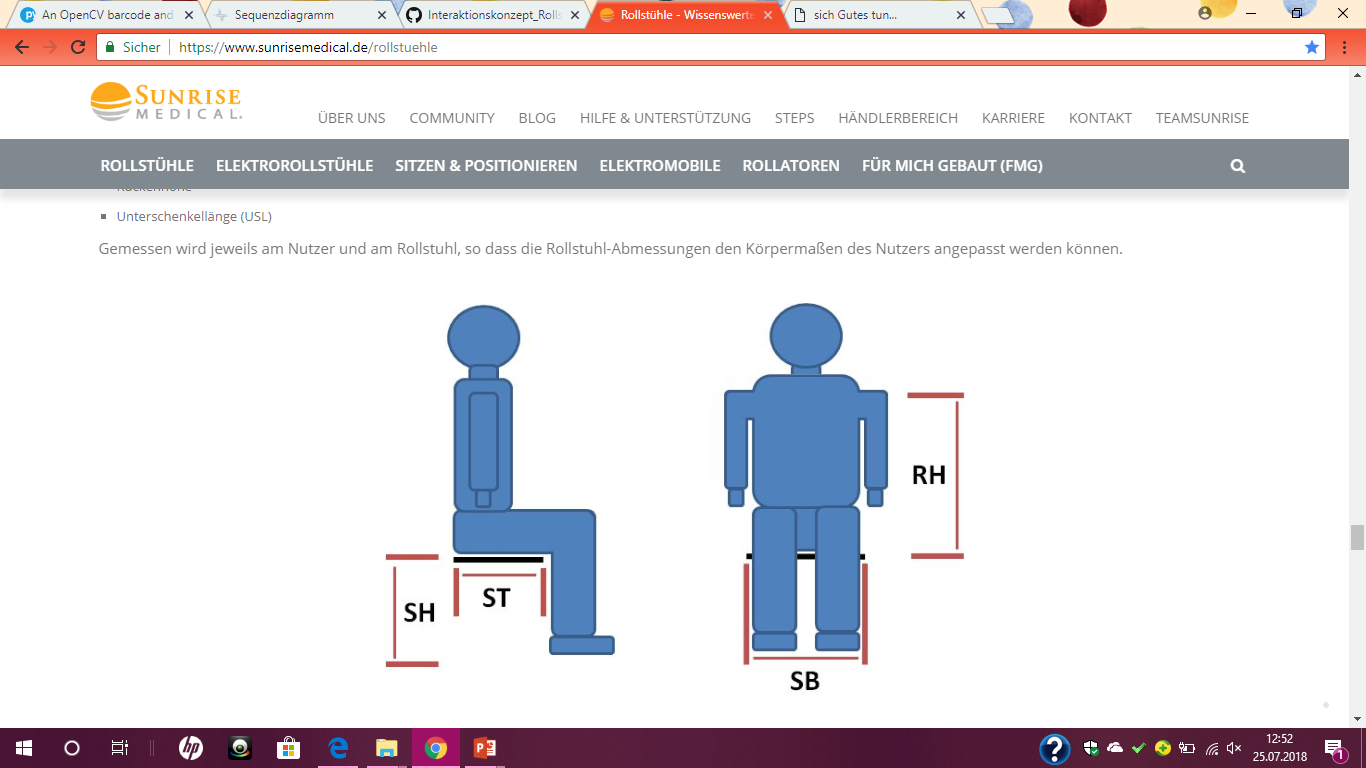 An OpenCV barcode and
Sequenzdiagramm
Interaktionskonzept_Rolls
Rollstühle - Wissenswerte
sich Gutes tun...
Sicher
https://www.sunrisemedical.de/rollstuehle
SUNRISE
MEDICAL.
ÜBER UNS COMMUNITY BLOG HILFE & UNTERSTÜTZUNG STEPS HÄNDLERBEREICH KARRIERE KONTAKT TEAMSUNRISE
ROLLSTÜHLE ELEKTROROLLSTÜHLE SITZEN & POSITIONIEREN ELEKTROMOBILE ROLLATOREN FÜR MICH GEBAUT (FMG)
Rückenhöhe
Unterschenkellänge (USL)
Gemessen wird jeweils am Nutzer und am Rollstuhl, so dass die Rollstuhl-Abmessungen den Körpermaßen des Nutzers angepasst werden können.
RH
ST
SH
SB
hp
12:52
25.07.2018
1